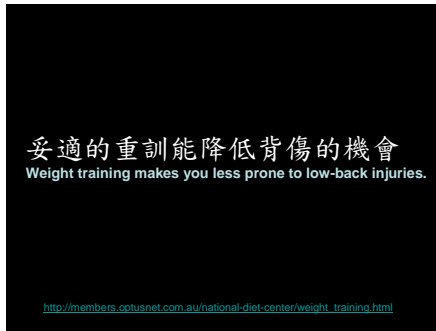 妥適的重訓能降低背傷的機會
Weight training makes you less prone to low-back injuries.
http://members.optusnet.com.au/national-diet-center/weight_training.html